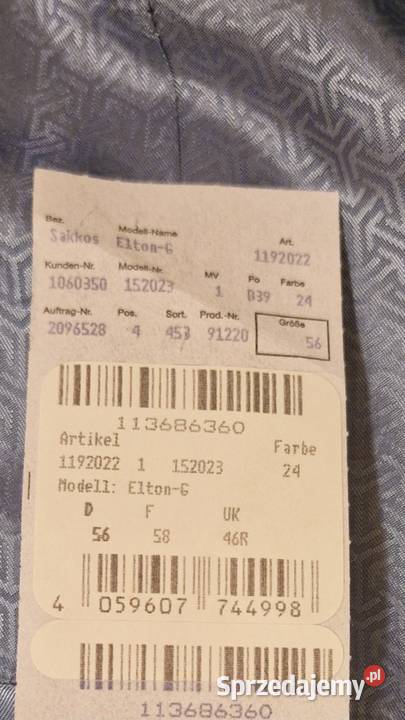 Bez. Modell-Name Art.
Sakkos Elton-G 1192022
Kunden-Nr. Modell-Nr. MV Po Farbe
1060350 152023 1 B39 24
Auftrag-Nr. Pos. Sort. Prod.-Nr. Größe
2096528 4 453 91220 56
113686360
Artikel Farbe
1192022 1 152023 24
Modell: Elton-G
D F UK
56 58 46R
4 059607 744998
113686360
Sprzedajemy.pl